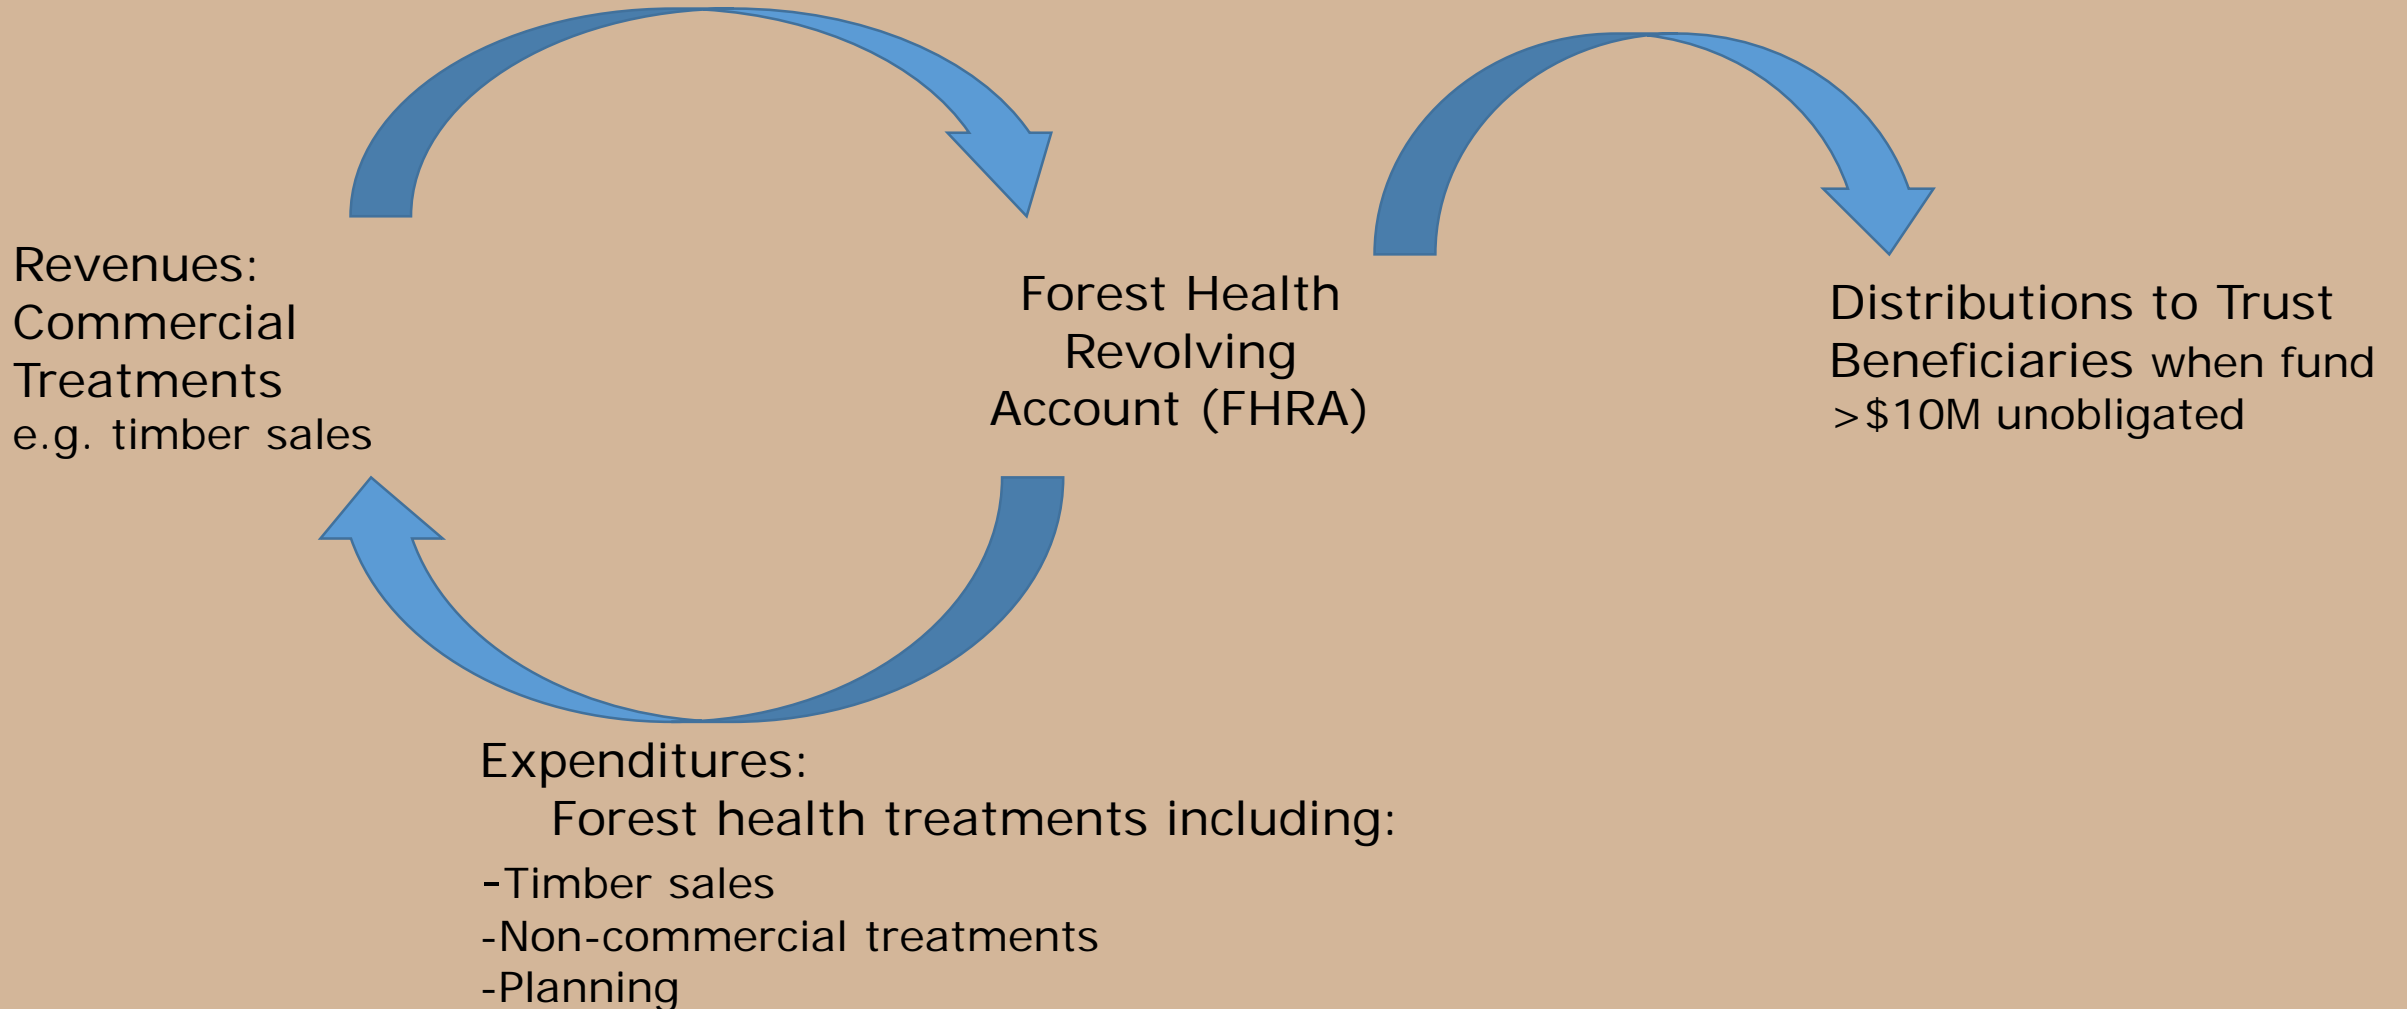 Revenues:
Commercial
Treatments
e.g. timber sales
Forest Health
Revolving
Account (FHRA)
Distributions to Trust
Beneficiaries when fund
>$10M unobligated
Expenditures:
Forest health treatments including:
-Timber sales
-Non-commercial treatments
-Planning